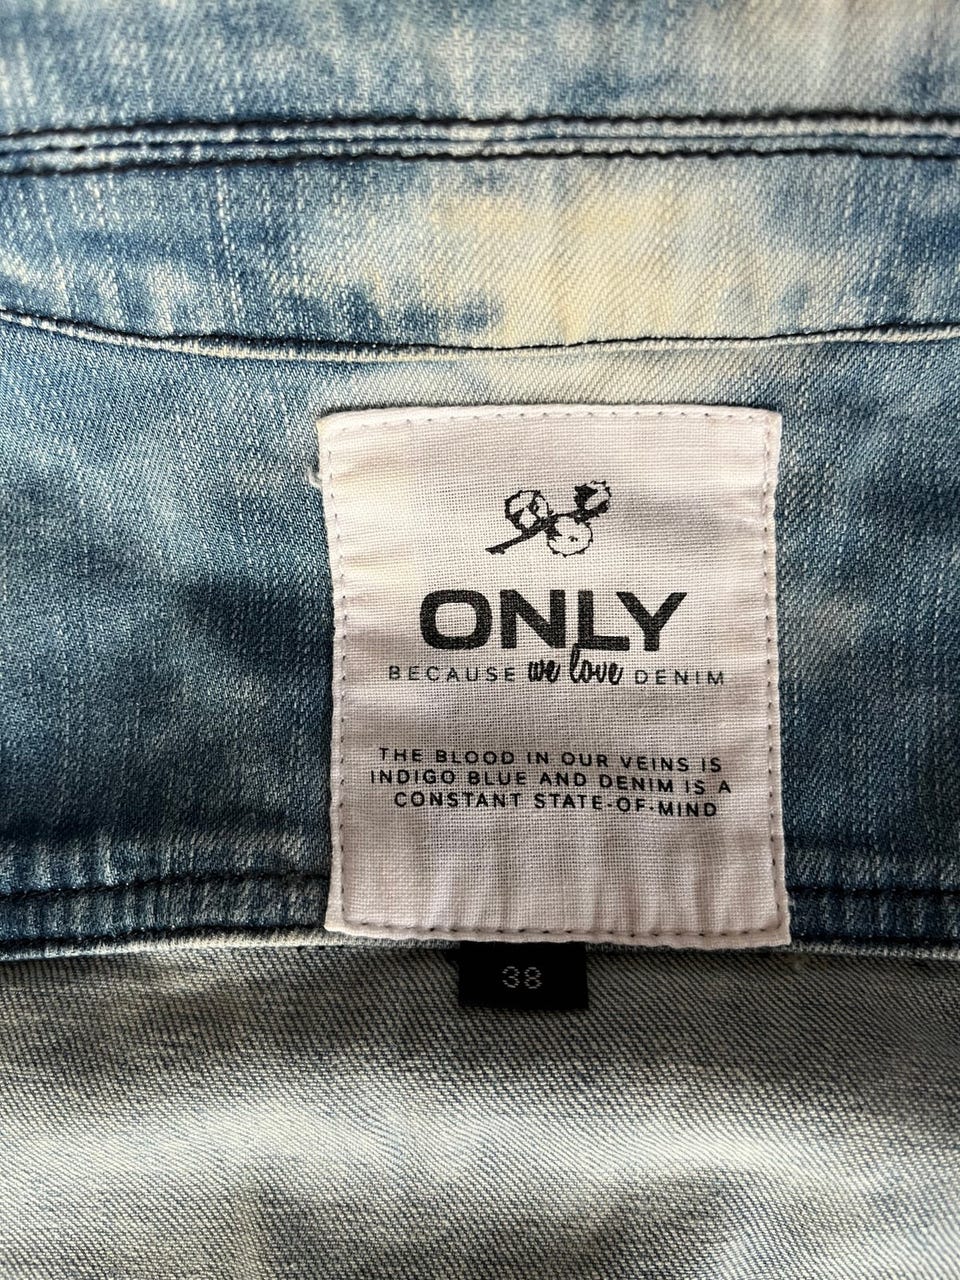 ONLY
BECAUSE we love DENIM
THE BLOOD IN OUR VEINS IS
INDIGO BLUE AND DENIM IS A
CONSTANT STATE-OF-MIND
38